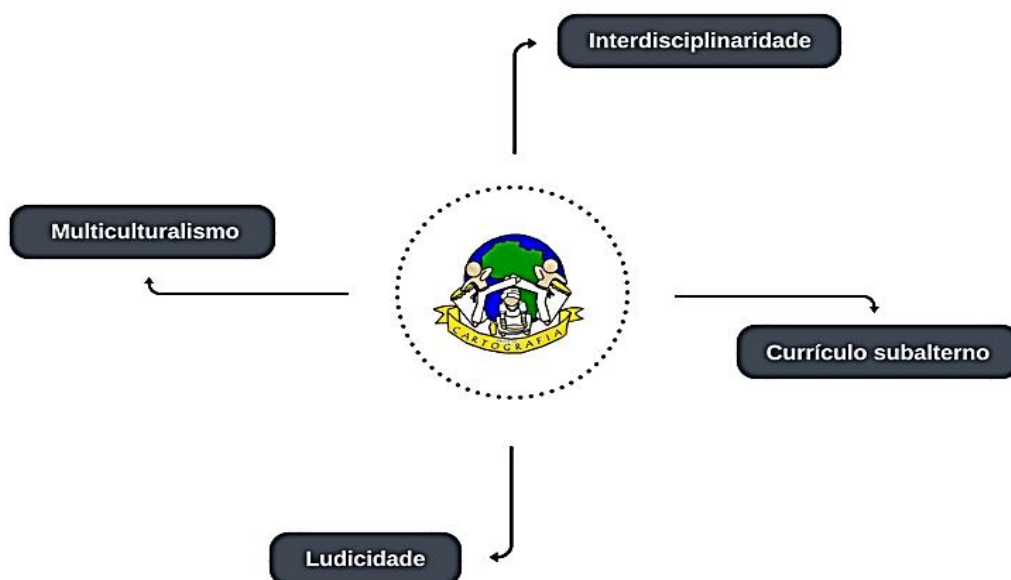 Interdisciplinaridade
Multiculturalismo
CARTOGRAFIA
Currículo subalterno
Ludicidade